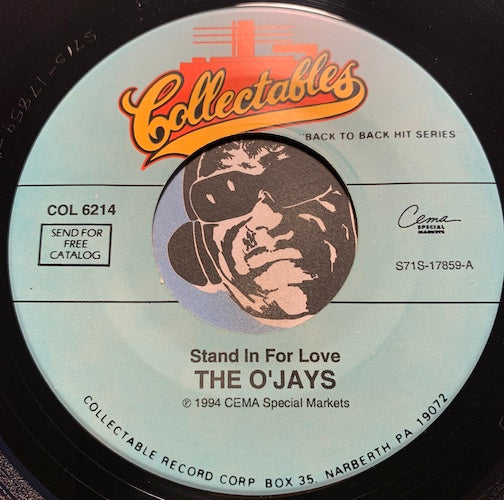 Collectables
"BACK TO BACK HIT SERIES"
COL 6214
SEND FOR
FREE
CATALOG
Cema
SPECIAL
MARKETS
S71S-17859-A
Stand In For Love
THE O'JAYS
℗ 1994 CEMA Special Markets
COLLECTABLE RECORD CORP BOX 35, NARBERTH PA 19072